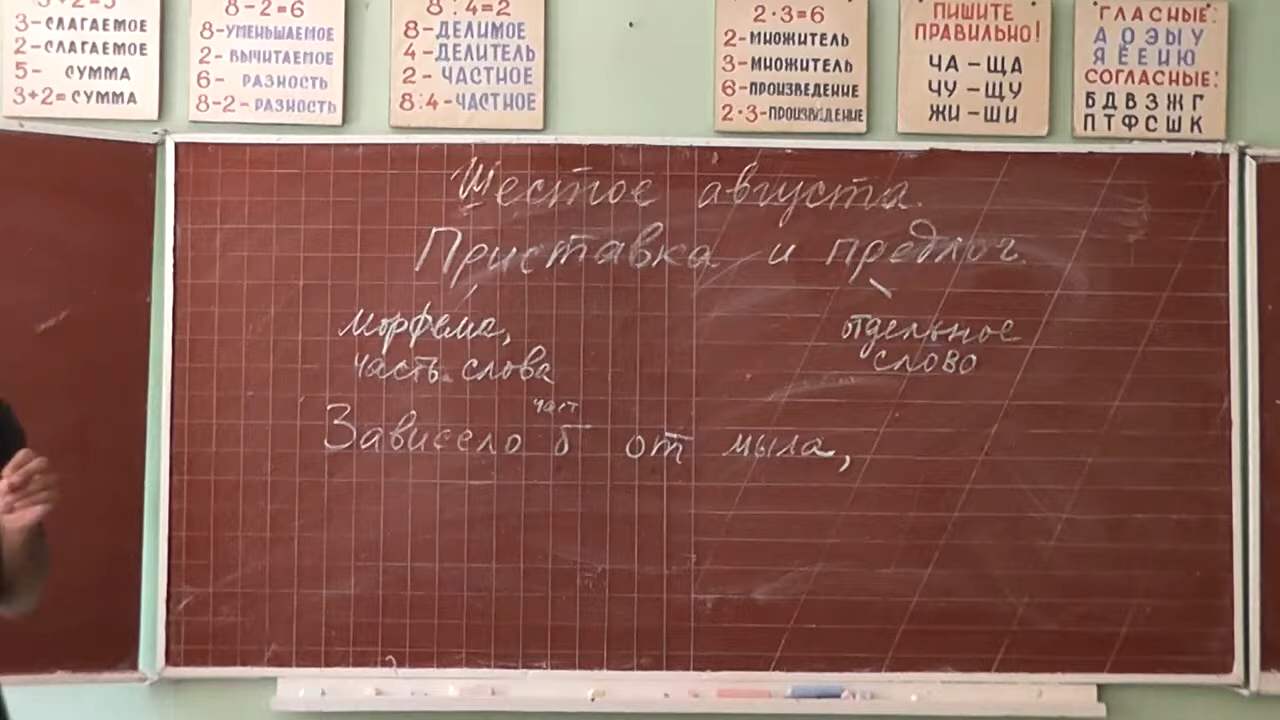 3+2=5
3-СЛАГАЕМОЕ
2-СЛАГАЕМОЕ
5- СУММА
3+2=СУММА
8-2=6
8-УМЕНЬШАЕМОЕ
2-ВЫЧИТАЕМОЕ
6- РАЗНОСТЬ
8-2-РАЗНОСТЬ
8:4=2
8-ДЕЛИМОЕ
4-ДЕЛИТЕЛЬ
2-ЧАСТНОЕ
8:4-ЧАСТНОЕ
2·3=6
2-МНОЖИТЕЛЬ
3-МНОЖИТЕЛЬ
6-ПРОИЗВЕДЕНИЕ
2·3-ПРОИЗВЕДЕНИЕ
ПИШИТЕ
ПРАВИЛЬНО!
ЧА-ЩА
ЧУ-ЩУ
ЖИ-ШИ
ГЛАСНЫЕ:
А О Э Ы У
Я Ё Е И Ю
СОГЛАСНЫЕ:
Б Д В З Ж Г
П Т Ф С Ш К
Шестое августа.
Приставка и предлог.
морфема,
часть слова
отдельное
слово
част
Зависело б от мыла,